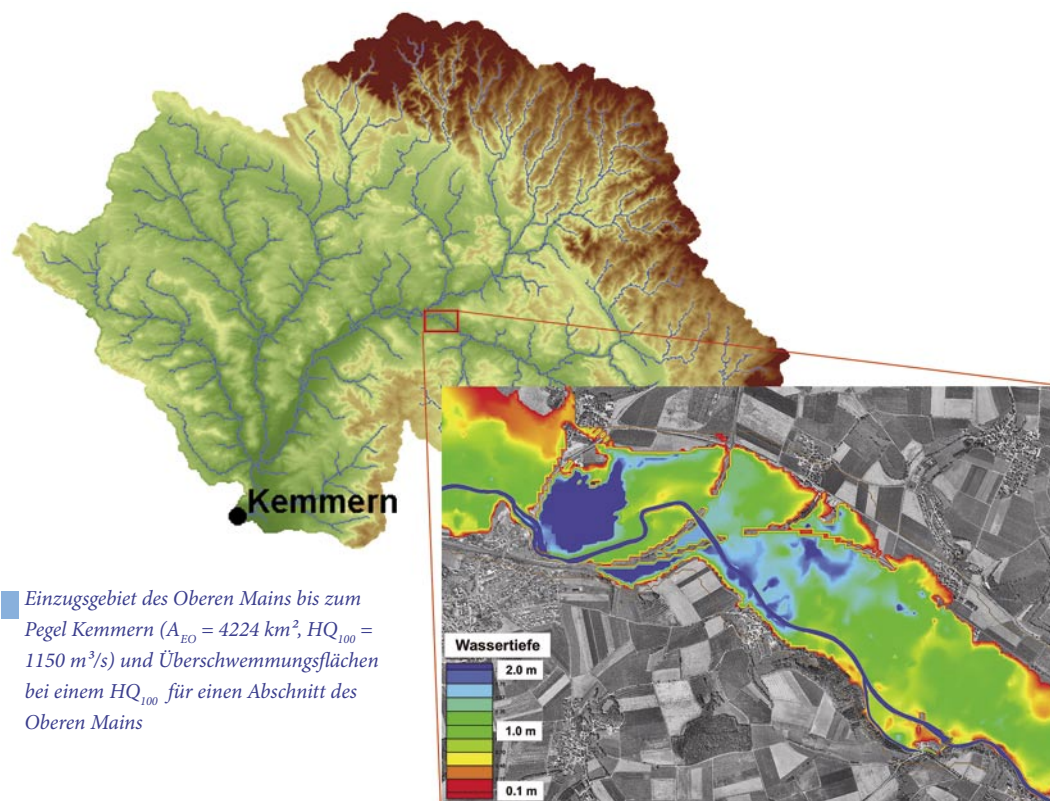 Kemmern
Einzugsgebiet des Oberen Mains bis zum
Pegel Kemmern (A_EO = 4224 km², HQ₁₀₀ =
1150 m³/s) und Überschwemmungsflächen
bei einem HQ₁₀₀ für einen Abschnitt des
Oberen Mains
Wassertiefe
2.0 m
1.0 m
0.1 m